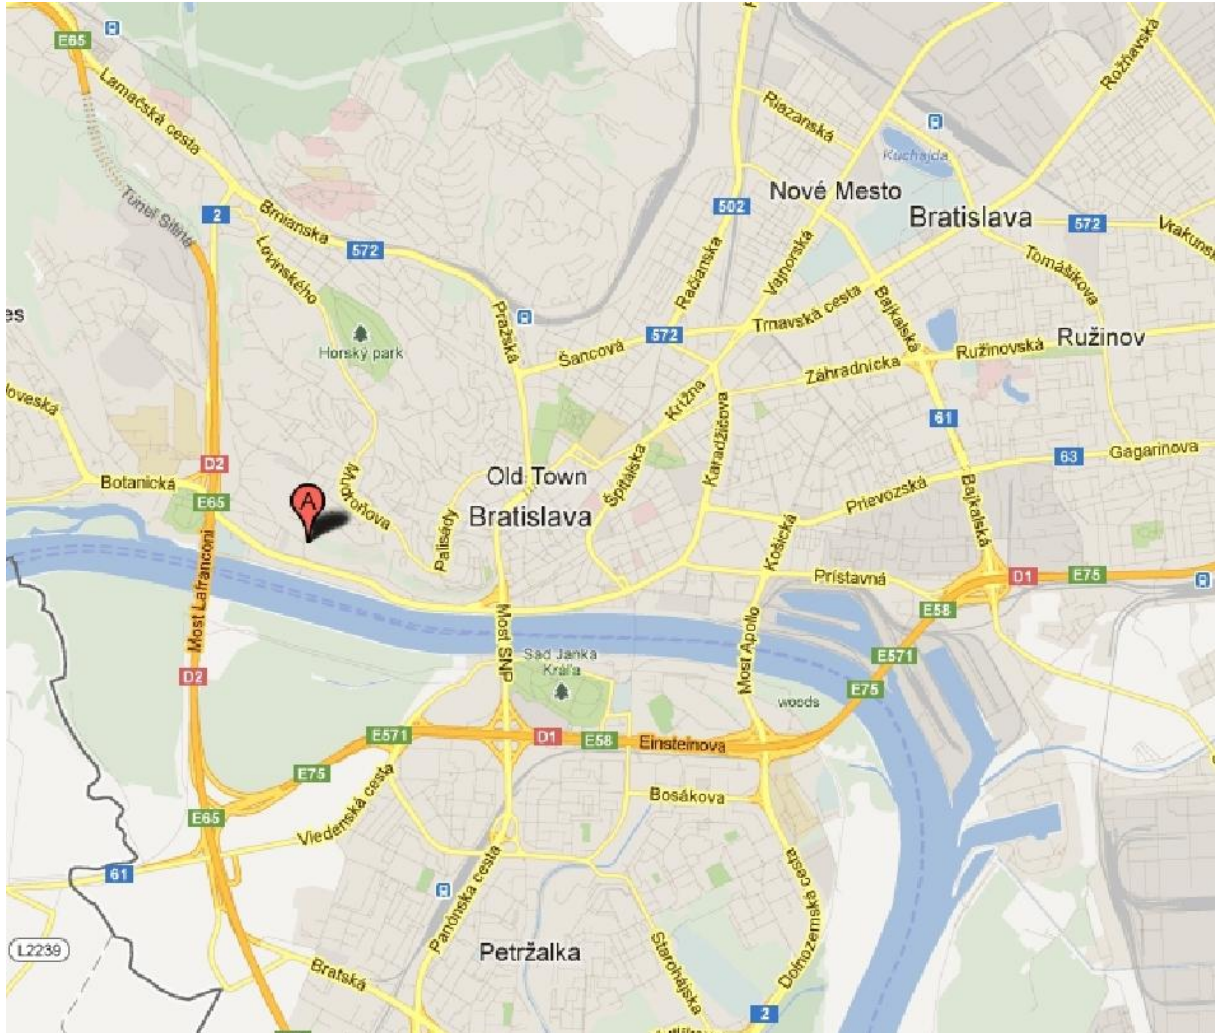 E65
Lamačská cesta
Riazanská
Rožňavská
Kuchajda
Tunel Sitina
2
Brnianska
572
Lovinského
502
Nové Mesto
Bratislava
572
Vrakuns
Tomášikova
Račianska
Vajnorská
Bajkalská
Pražská
es
Horský park
Šancová
572
Trnavská cesta
Ružinovská
Ružinov
Záhradnícka
loveská
Krížna
Karadžičova
61
Gagarinova
63
D2
Botanická
E65
A
Mudroňova
Old Town
Bratislava
Palisády
Špitálska
Prievozská
Bajkalská
Košická
Most Lafranconi
Prístavná
D1
E75
E58
Most SNP
Most Apollo
Sad Janka
Kráľa
E571
D2
E75
woods
E571
D1
E58
Einsteinova
E75
Viedenská cesta
Bosákova
E65
61
Panónska cesta
Dolnozemská cesta
L2239
Petržalka
Starohájska
Bratská
2